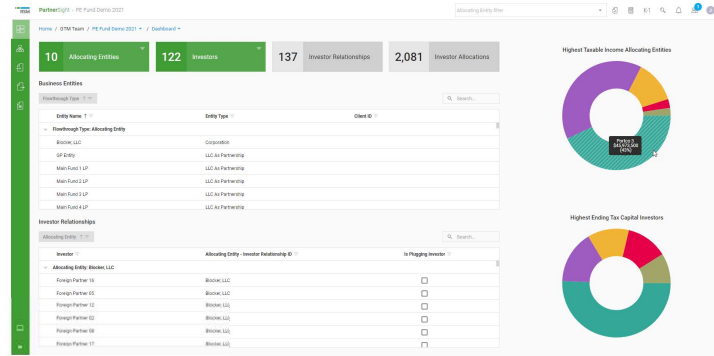 RSM
PartnerSight - PE Fund Demo 2021
allocating Entity filter
Home / GTM Team / PE Fund Demo 2021 / Dashboard
10 Allocating Entities
122 Investors
137 Investor Relationships
2,081 Investor Allocations
Highest Taxable Income Allocating Entities
Business Entities
Flowthrough Type ↑
Search...
Entity Name ↑ Entity Type Client ID
Flowthrough Type: Allocating Entity
Blocker, LLC Corporation
GP Entity LLC As Partnership
Main Fund 1 LP LLC As Partnership
Main Fund 2 LP LLC As Partnership
Main Fund 3 LP LLC As Partnership
Main Fund 4 LP LLC As Partnership
Portco 3
$45,973,500
(43%)
Investor Relationships
Highest Ending Tax Capital Investors
Allocating Entity ↑
Search...
Investor Allocating Entity - Investor Relationship ID Is Plugging Investor
Allocating Entity: Blocker, LLC
Foreign Partner 16 Blocker, LLC
Foreign Partner 05 Blocker, LLC
Foreign Partner 12 Blocker, LLC
Foreign Partner 02 Blocker, LLC
Foreign Partner 08 Blocker, LLC
Foreign Partner 17 Blocker, LLC